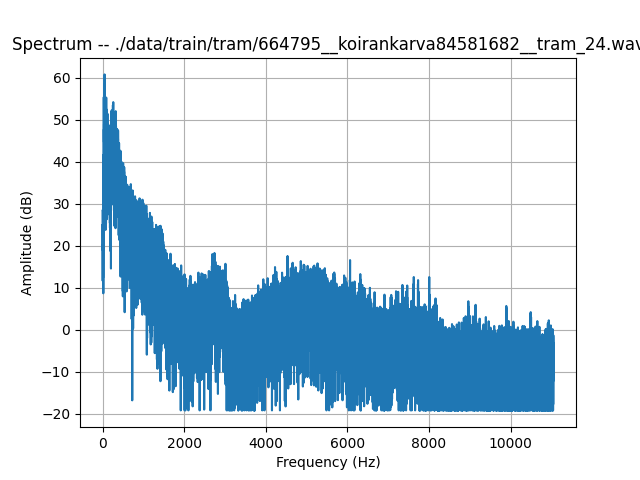 Spectrum -- ./data/train/tram/664795__koirankarva84581682__tram_24.wav
60
50
40
30
20
10
0
−10
−20
Amplitude (dB)
0 2000 4000 6000 8000 10000
Frequency (Hz)